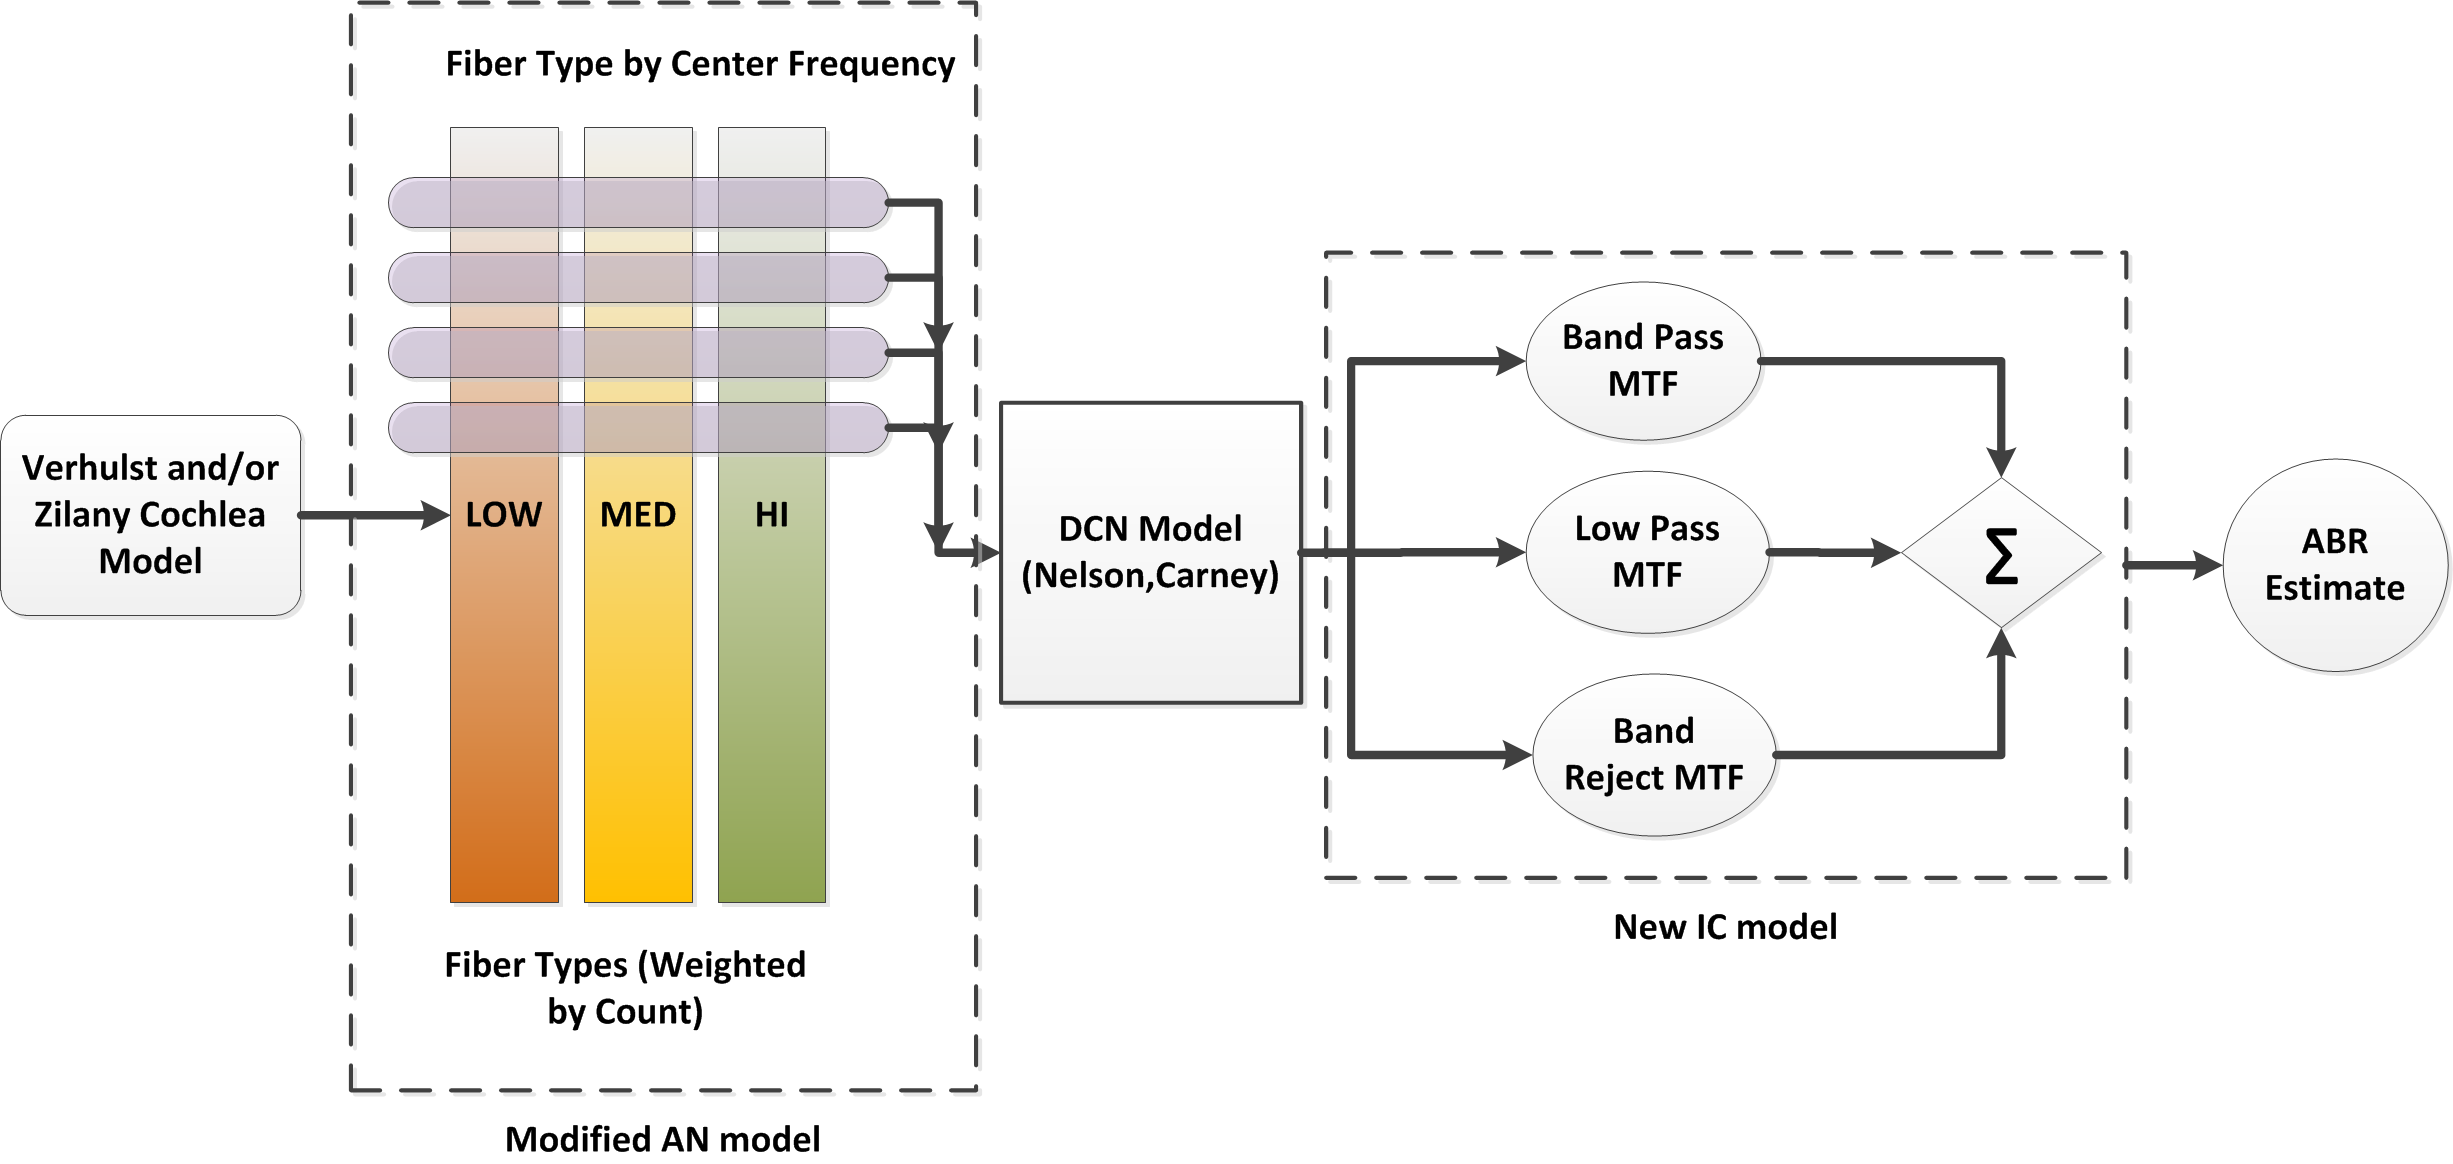 Fiber Type by Center Frequency
Verhulst and/or
Zilany Cochlea
Model
LOW
MED
HI
Fiber Types (Weighted
by Count)
Modified AN model
DCN Model
(Nelson,Carney)
Band Pass
MTF
Low Pass
MTF
Band
Reject MTF
Σ
New IC model
ABR
Estimate